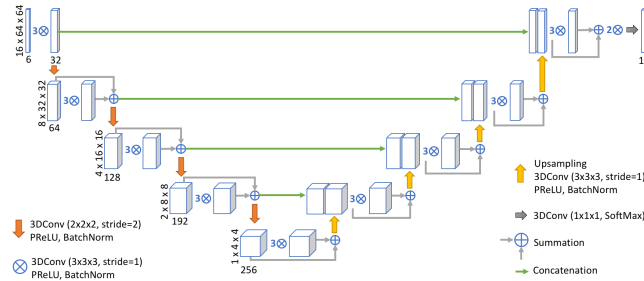 16 x 64 x 64
3⊗
6
32
3⊗
2⊗
1
8 x 32 x 32
3⊗
64
3⊗
4 x 16 x 16
3⊗
128
3⊗
2 x 8 x 8
3⊗
192
3⊗
1 x 4 x 4
3⊗
256
3DConv (2x2x2, stride=2)
PReLU, BatchNorm
3DConv (3x3x3, stride=1)
PReLU, BatchNorm
Upsampling
3DConv (3x3x3, stride=1)
PReLU, BatchNorm
3DConv (1x1x1, SoftMax)
Summation
Concatenation